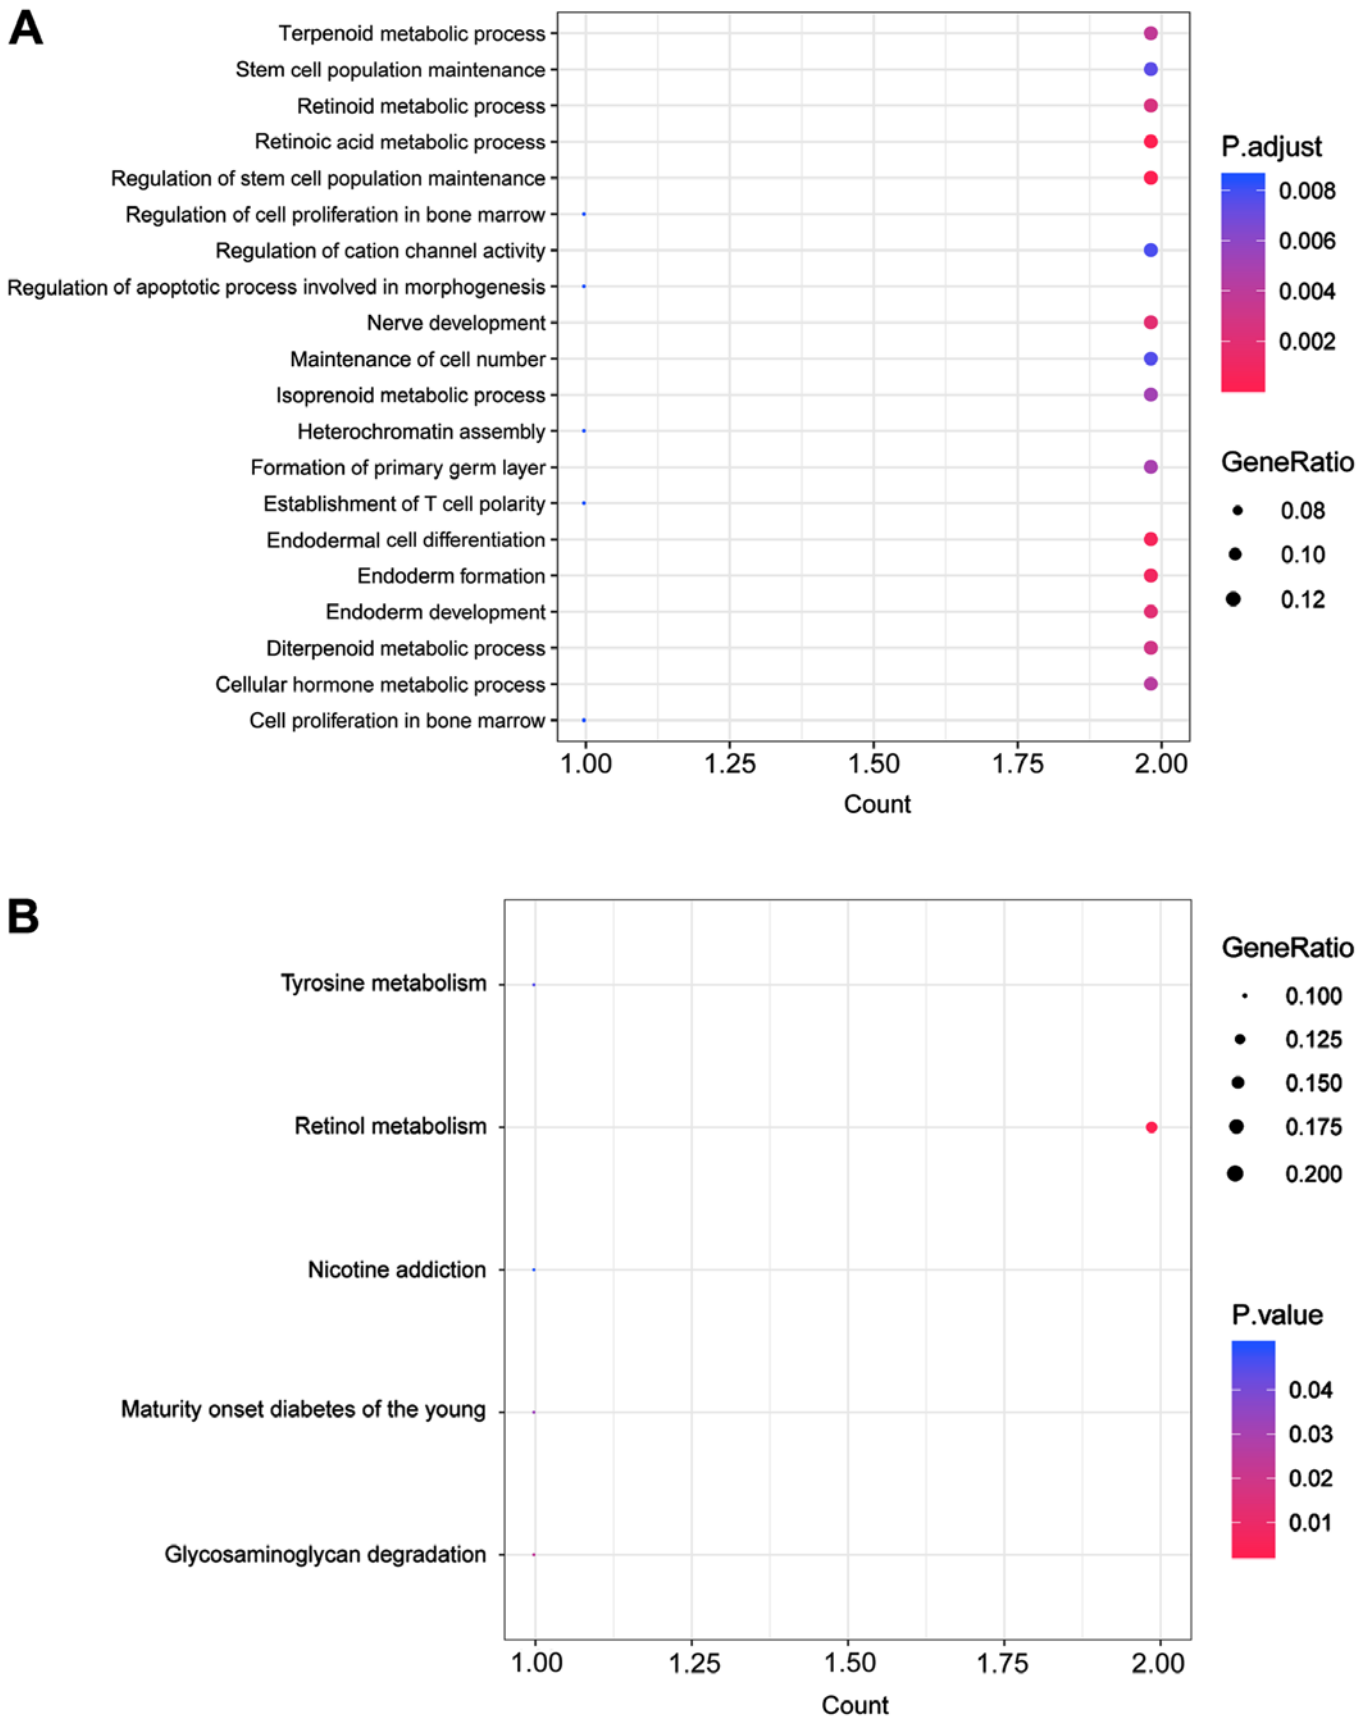 A
Terpenoid metabolic process
Stem cell population maintenance
Retinoid metabolic process
Retinoic acid metabolic process
Regulation of stem cell population maintenance
Regulation of cell proliferation in bone marrow
Regulation of cation channel activity
Regulation of apoptotic process involved in morphogenesis
Nerve development
Maintenance of cell number
Isoprenoid metabolic process
Heterochromatin assembly
Formation of primary germ layer
Establishment of T cell polarity
Endodermal cell differentiation
Endoderm formation
Endoderm development
Diterpenoid metabolic process
Cellular hormone metabolic process
Cell proliferation in bone marrow
1.00 1.25 1.50 1.75 2.00
Count
P.adjust
0.008
0.006
0.004
0.002
GeneRatio
0.08
0.10
0.12
B
Tyrosine metabolism
Retinol metabolism
Nicotine addiction
Maturity onset diabetes of the young
Glycosaminoglycan degradation
1.00 1.25 1.50 1.75 2.00
Count
GeneRatio
0.100
0.125
0.150
0.175
0.200
P.value
0.04
0.03
0.02
0.01